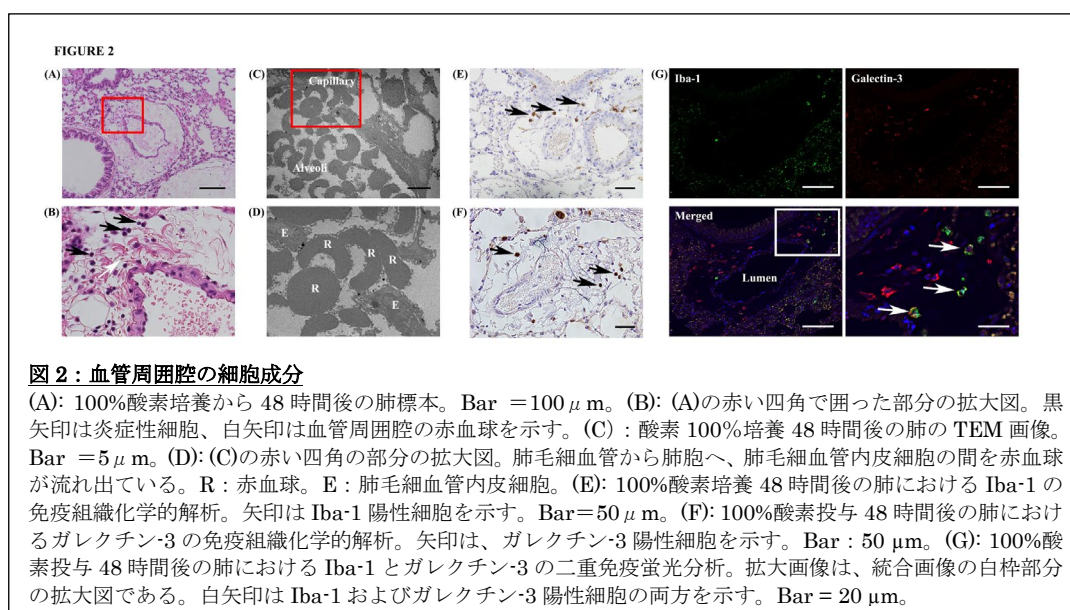 FIGURE 2
(A)
(C)
Capillary
Alveoli
(E)
(G)
Iba-1
Galectin-3
(B)
(D)
E
R
R
R
R
E
(F)
Merged
Lumen
図 2：血管周囲腔の細胞成分
(A): 100%酸素培養から 48 時間後の肺標本。Bar ＝100μm。(B): (A)の赤い四角で囲った部分の拡大図。黒
矢印は炎症性細胞、白矢印は血管周囲腔の赤血球を示す。(C)：酸素 100％培養 48 時間後の肺の TEM 画像。
Bar ＝5μm。(D): (C)の赤い四角の部分の拡大図。肺毛細血管から肺胞へ、肺毛細血管内皮細胞の間を赤血球
が流れ出ている。R：赤血球。E：肺毛細血管内皮細胞。(E): 100%酸素培養 48 時間後の肺における Iba-1 の
免疫組織化学的解析。矢印は Iba-1 陽性細胞を示す。Bar＝50μm。(F): 100%酸素投与 48 時間後の肺におけ
るガレクチン-3 の免疫組織化学的解析。矢印は、ガレクチン-3 陽性細胞を示す。Bar：50 µm。(G): 100%酸
素投与 48 時間後の肺における Iba-1 とガレクチン-3 の二重免疫蛍光分析。拡大画像は、統合画像の白枠部分
の拡大図である。白矢印は Iba-1 およびガレクチン-3 陽性細胞の両方を示す。Bar = 20 µm。